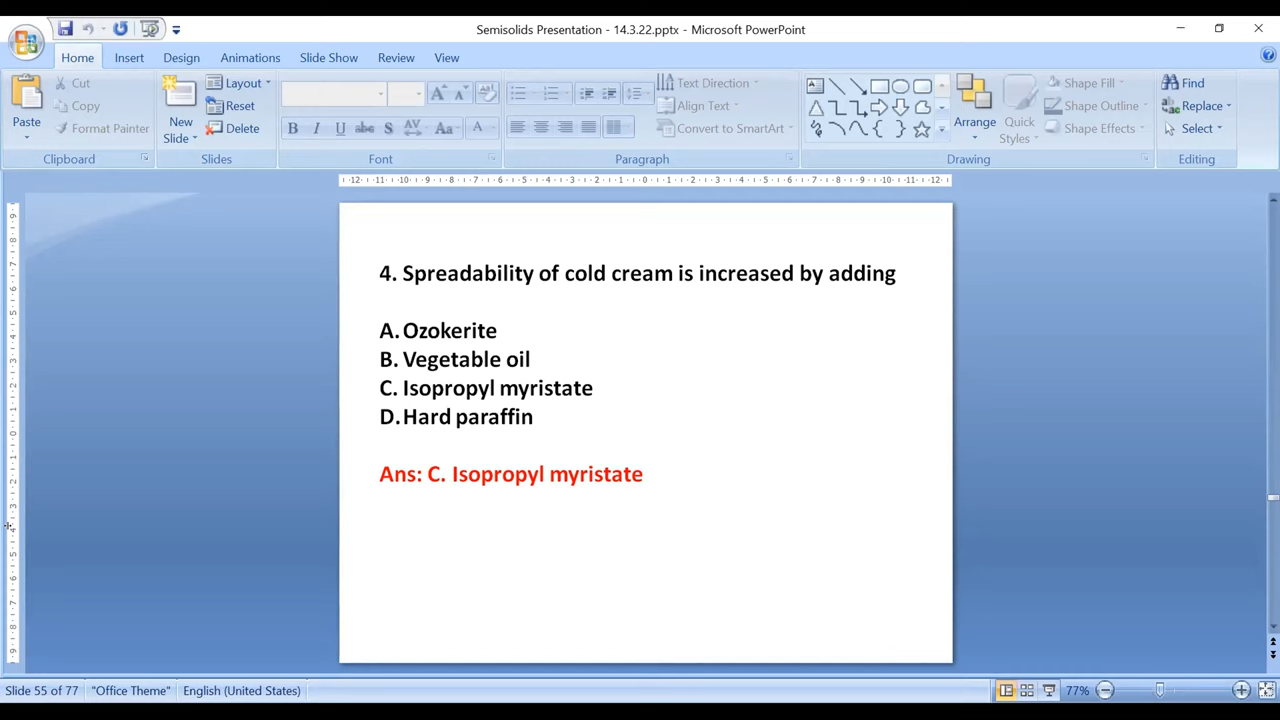 Semisolids Presentation - 14.3.22.pptx - Microsoft PowerPoint
Home Insert Design Animations Slide Show Review View
Paste
Cut
Copy
Format Painter
Clipboard
New
Slide
Layout
Reset
Delete
Slides
B I U abe S AV Aa A
Font
Text Direction
Align Text
Convert to SmartArt
Paragraph
Arrange
Quick
Styles
Shape Fill
Shape Outline
Shape Effects
Drawing
Find
Replace
Select
Editing
4. Spreadability of cold cream is increased by adding
A. Ozokerite
B. Vegetable oil
C. Isopropyl myristate
D. Hard paraffin
Ans: C. Isopropyl myristate
Slide 55 of 77 "Office Theme" English (United States) 77%